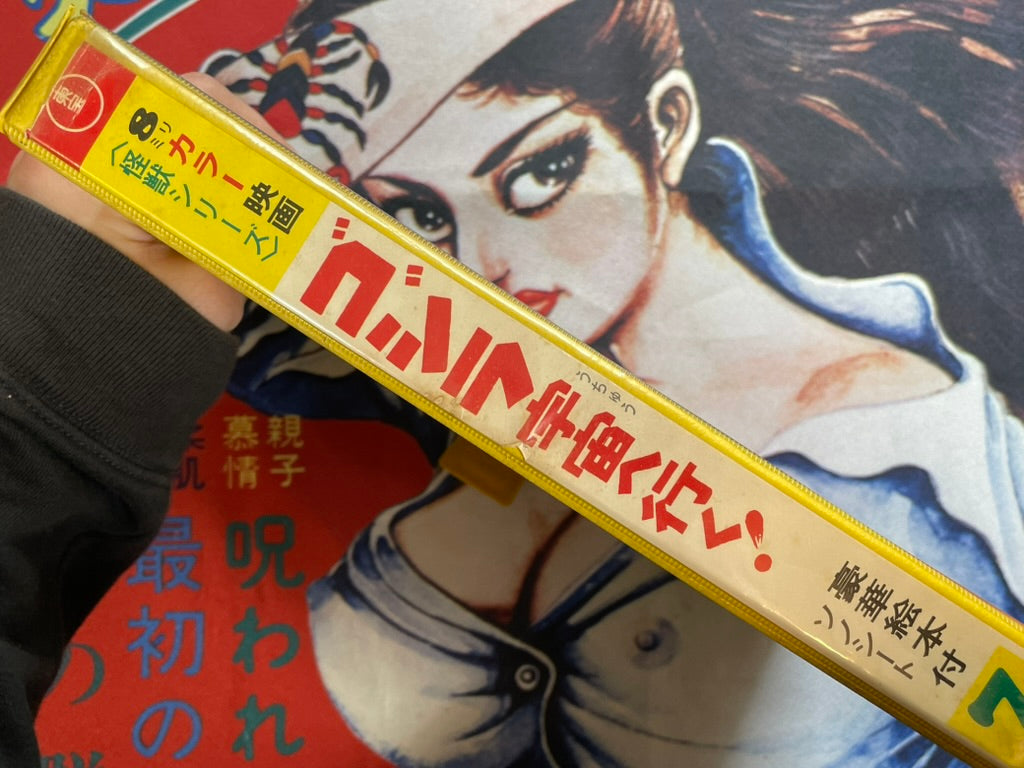 東宝
8㍉カラー映画
〈怪獣シリーズ〉
ゴジラ宇宙へ行く!
うちゅう
豪華絵本
ソノシート付
親子
慕情
呪われ
最初の